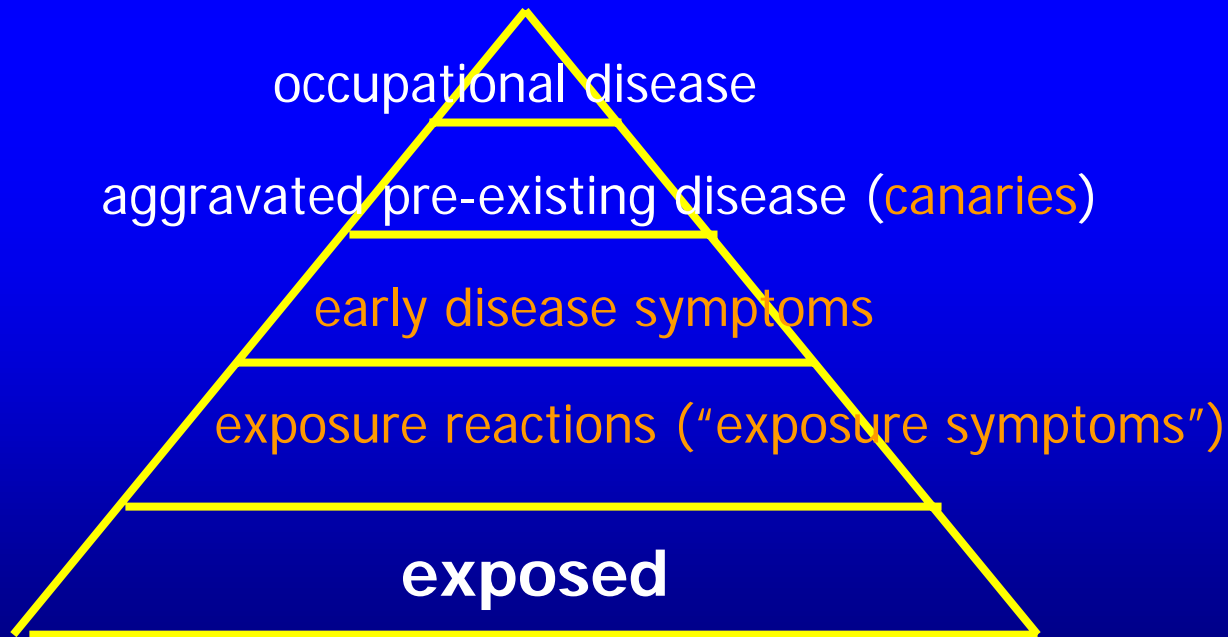 occupational disease
aggravated pre-existing disease (canaries)
early disease symptoms
exposure reactions (“exposure symptoms”)
exposed